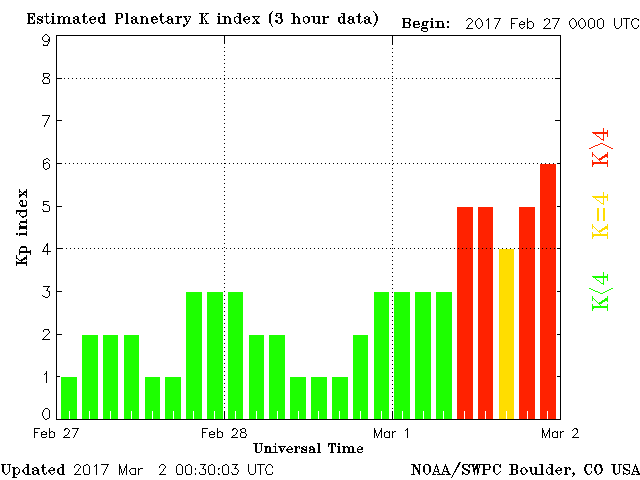 Estimated Planetary K index (3 hour data) Begin: 2017 Feb 27 0000 UTC
9
8
7
6
5
4
3
2
1
0
Kp index
K>4
K=4
K<4
Feb 27 Feb 28 Mar 1 Mar 2
Universal Time
Updated 2017 Mar 2 00:30:03 UTC NOAA/SWPC Boulder, CO USA